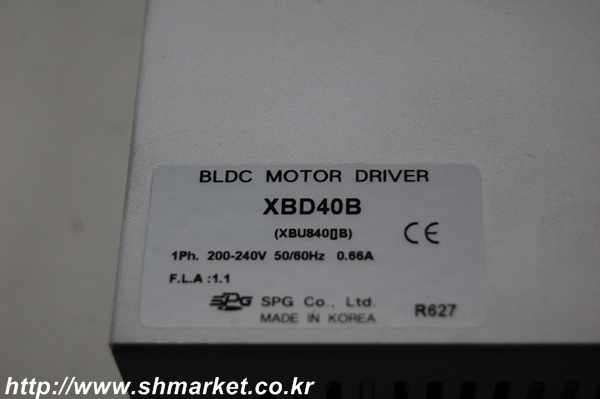 BLDC MOTOR DRIVER
XBD40B
(XBU840▯B)
CE
1Ph. 200-240V 50/60Hz 0.66A
F.L.A :1.1
SPG SPG Co., Ltd.
MADE IN KOREA
R627
http://www.shmarket.co.kr